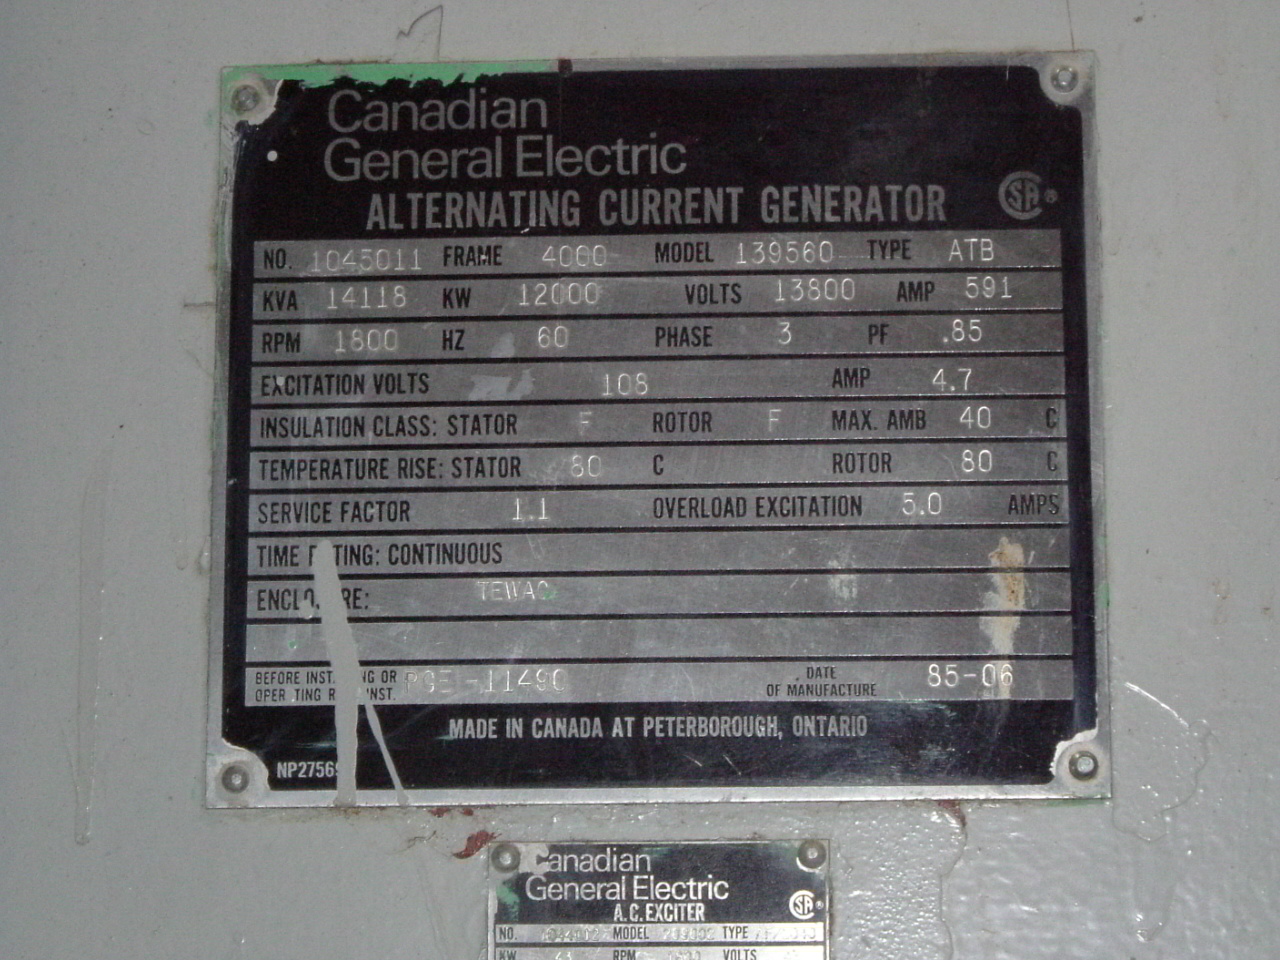 Canadian
General Electric
ALTERNATING CURRENT GENERATOR SA ®
NO. 1045011 FRAME 4000 MODEL 139560 TYPE ATB
KVA 14118 KW 12000 VOLTS 13800 AMP 591
RPM 1800 HZ 60 PHASE 3 PF .85
EXCITATION VOLTS 108 AMP 4.7
INSULATION CLASS: STATOR F ROTOR F MAX. AMB 40 C
TEMPERATURE RISE: STATOR 80 C ROTOR 80 C
SERVICE FACTOR 1.1 OVERLOAD EXCITATION 5.0 AMPS
TIME CONTINUOUS
TEWAC
BEFORE OR
DATE
OF MANUFACTURE 85-06
MADE IN CANADA AT PETERBOROUGH, ONTARIO
Canadian
General Electric
A.C. EXCITER SA ®
NO. MODEL TYPE
KW RPM VOLTS